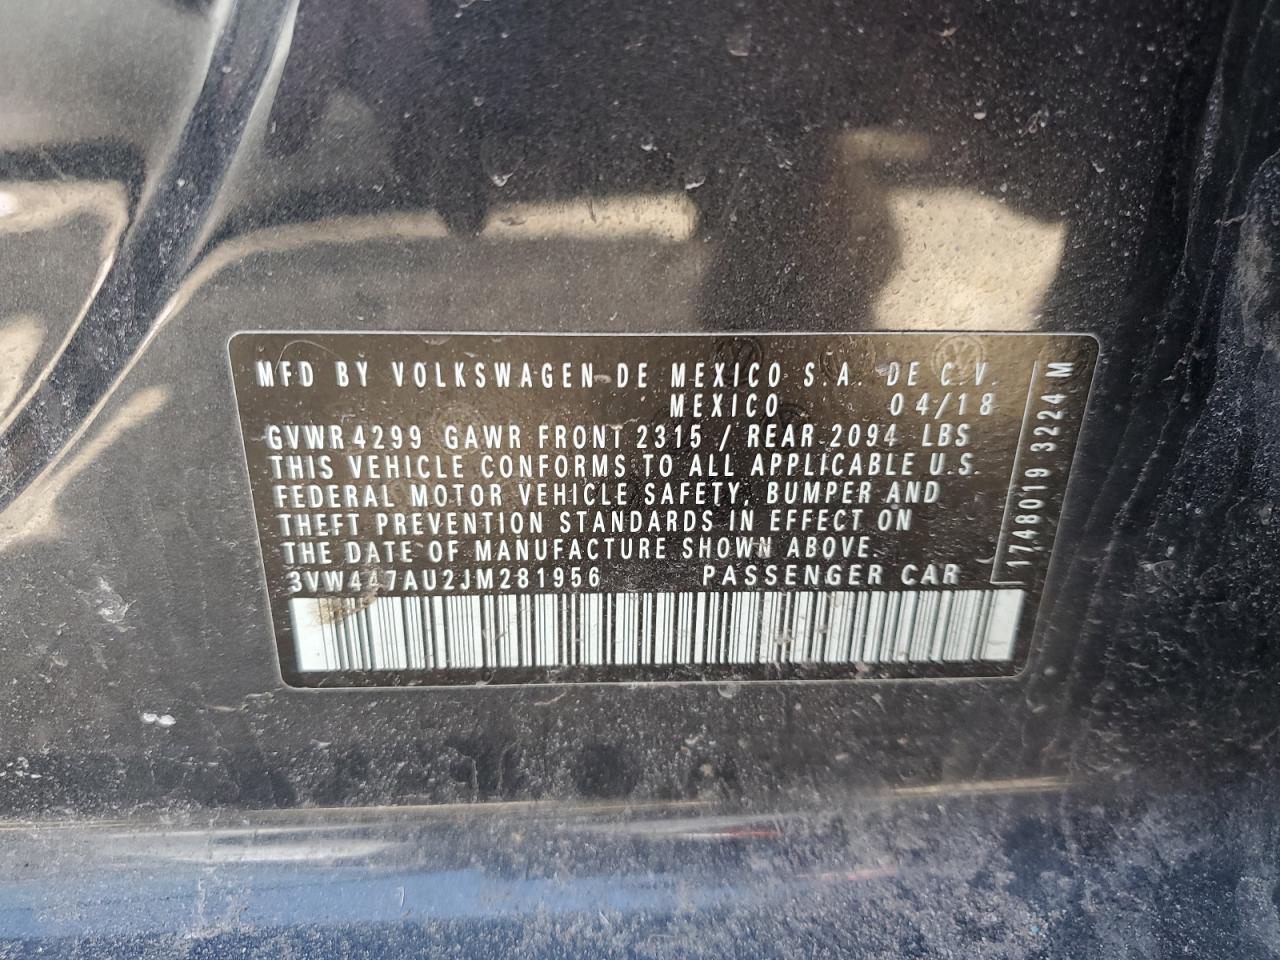 MFD BY VOLKSWAGEN DE MEXICO S.A. DE C.V.
MEXICO 04/18
GVWR 4299 GAWR FRONT 2315 / REAR 2094 LBS
THIS VEHICLE CONFORMS TO ALL APPLICABLE U.S.
FEDERAL MOTOR VEHICLE SAFETY, BUMPER AND
THEFT PREVENTION STANDARDS IN EFFECT ON
THE DATE OF MANUFACTURE SHOWN ABOVE.
3VW447AU2JM281956 PASSENGER CAR
1748019 3224 M